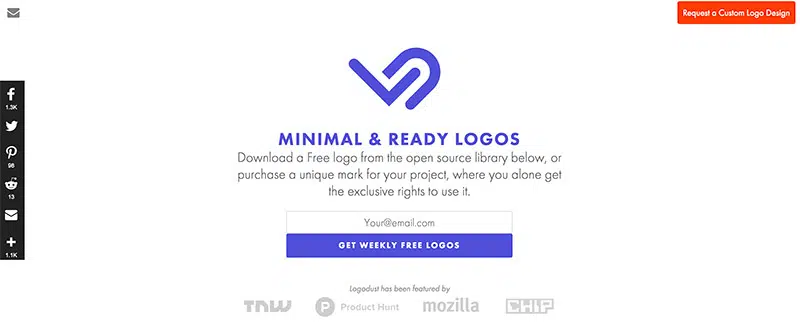 Request a Custom Logo Design
1.3K
98
13
1.1K
MINIMAL & READY LOGOS
Download a Free logo from the open source library below, or
purchase a unique mark for your project, where you alone get
the exclusive rights to use it.
Your@email.com
GET WEEKLY FREE LOGOS
Logodust has been featured by
TNW
P Product Hunt
mozilla
CHIP